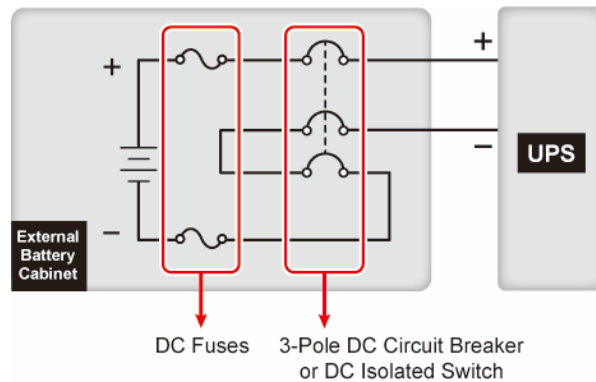 +
+
−
UPS
−
External
Battery
Cabinet
DC Fuses
3-Pole DC Circuit Breaker
or DC Isolated Switch